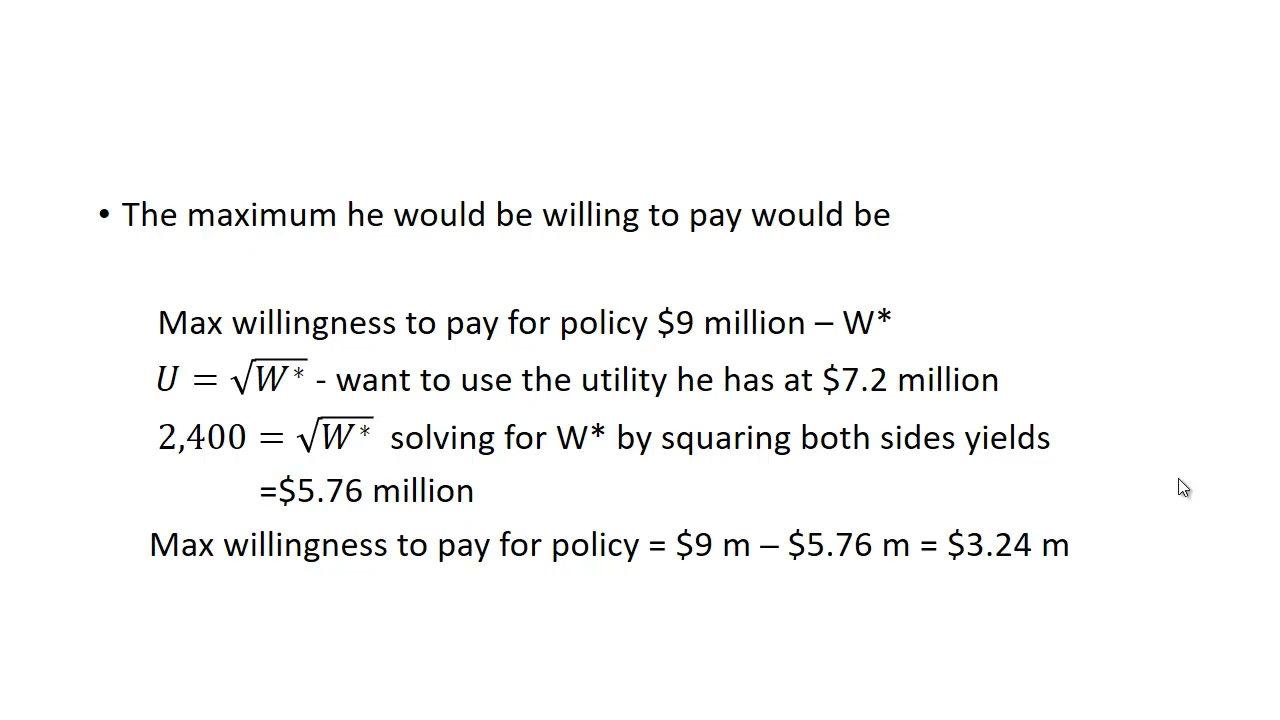 • The maximum he would be willing to pay would be
Max willingness to pay for policy $9 million – W*
U = √W* - want to use the utility he has at $7.2 million
2,400 = √W* solving for W* by squaring both sides yields
=$5.76 million
Max willingness to pay for policy = $9 m – $5.76 m = $3.24 m